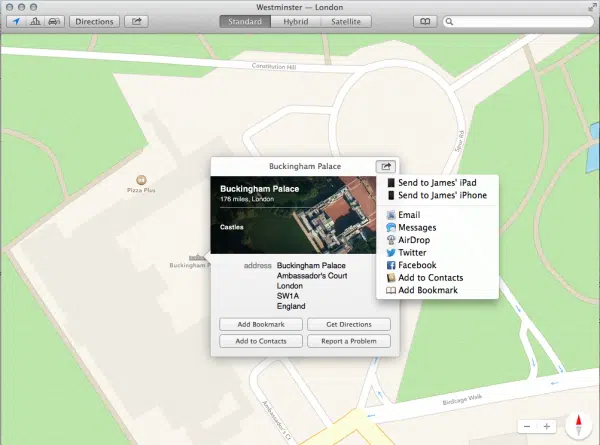 Westminster — London
Directions
Standard
Hybrid
Satellite
Constitution Hill
Spur Rd
Buckingham Palace
Buckingham Palace
176 miles, London
Castles
Send to James' iPad
Send to James' iPhone
Email
Messages
AirDrop
Twitter
Facebook
Add to Contacts
Add Bookmark
Pizza Plus
Buckingham P
address
Buckingham Palace
Ambassador's Court
London
SW1A
England
Add Bookmark
Get Directions
Add to Contacts
Report a Problem
Birdcage Walk
Ambassador's Ct